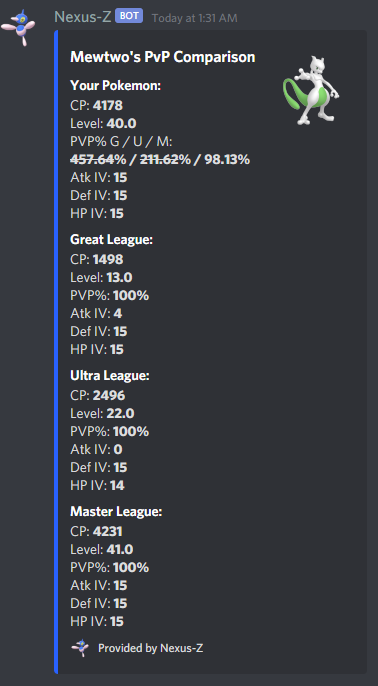 Nexus-Z BOT Today at 1:31 AM
Mewtwo's PvP Comparison
Your Pokemon:
CP: 4178
Level: 40.0
PVP% G / U / M:
457.64% / 211.62% / 98.13%
Atk IV: 15
Def IV: 15
HP IV: 15
Great League:
CP: 1498
Level: 13.0
PVP%: 100%
Atk IV: 4
Def IV: 15
HP IV: 15
Ultra League:
CP: 2496
Level: 22.0
PVP%: 100%
Atk IV: 0
Def IV: 15
HP IV: 14
Master League:
CP: 4231
Level: 41.0
PVP%: 100%
Atk IV: 15
Def IV: 15
HP IV: 15
Provided by Nexus-Z